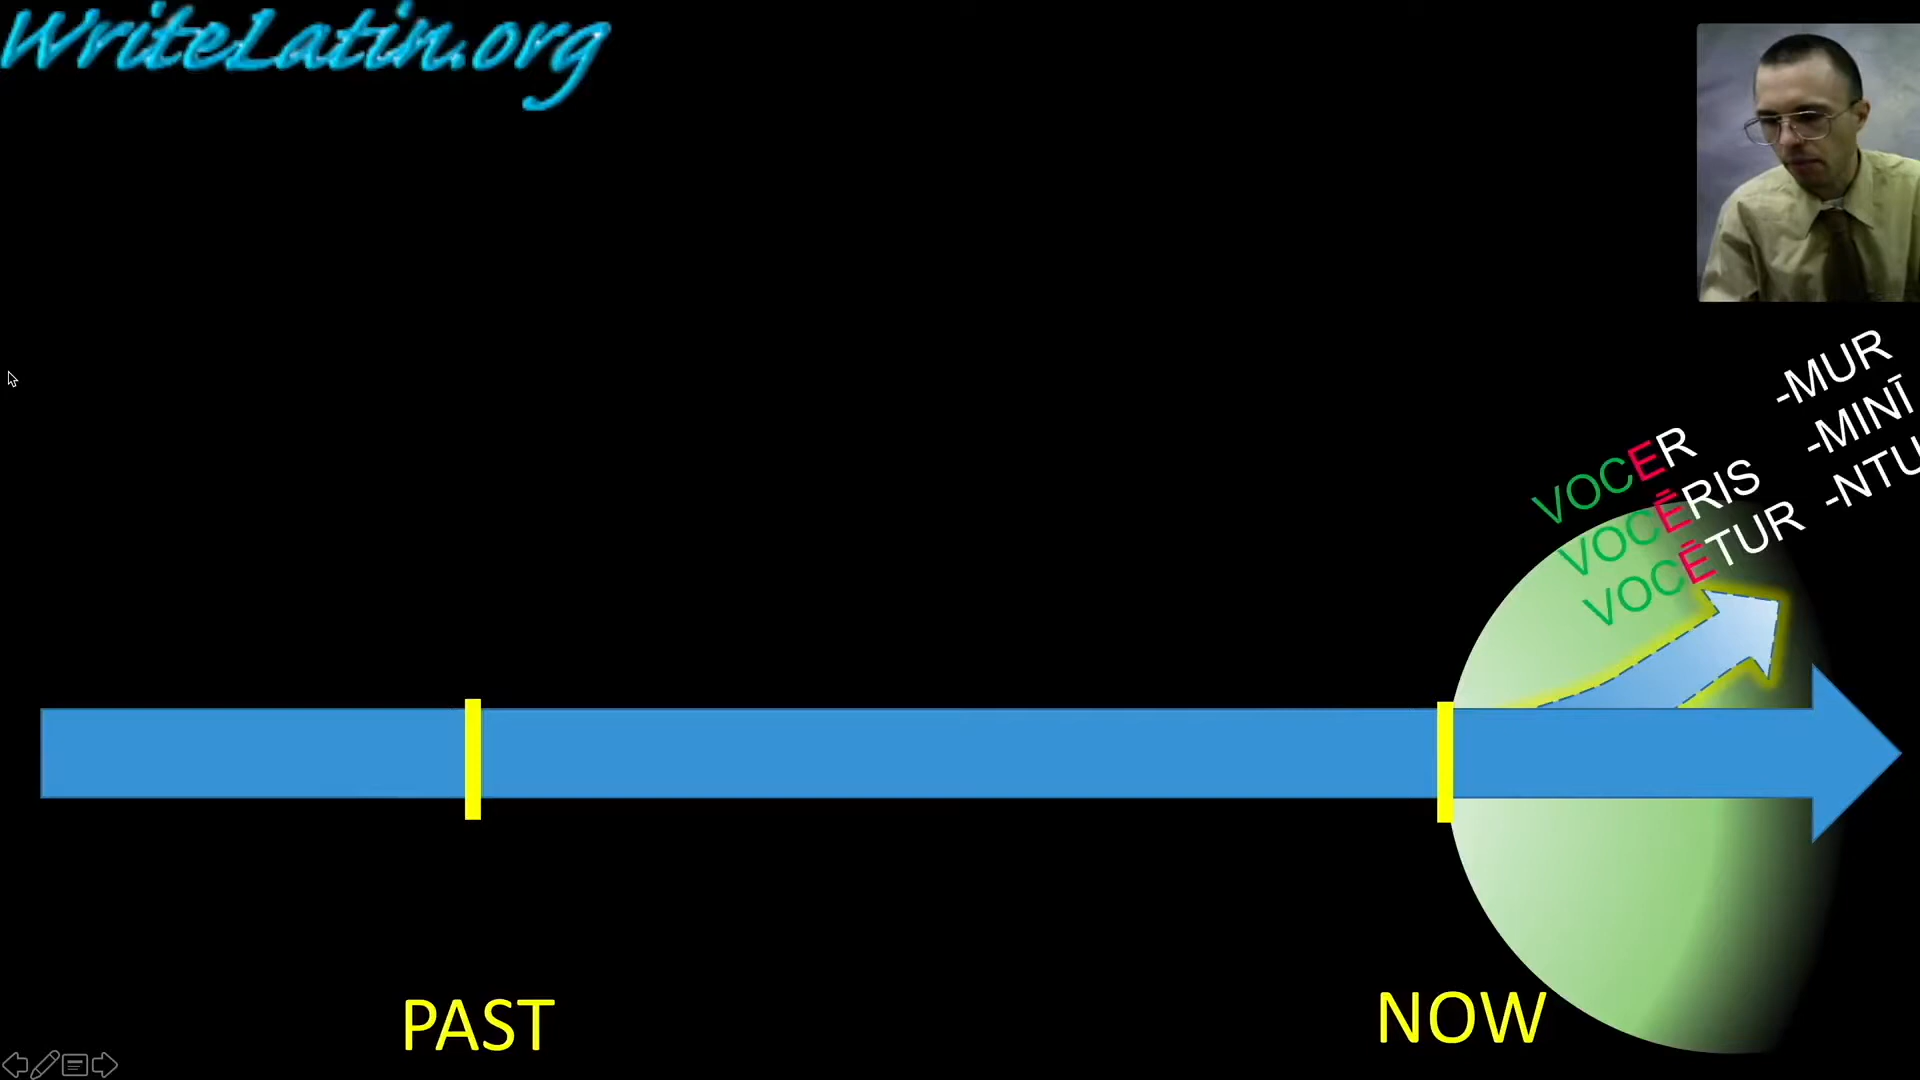 WriteLatin.org
-MUR
-MINĪ
-NTU
VOCER
VOCĒRIS
VOCĒTUR
PAST
NOW